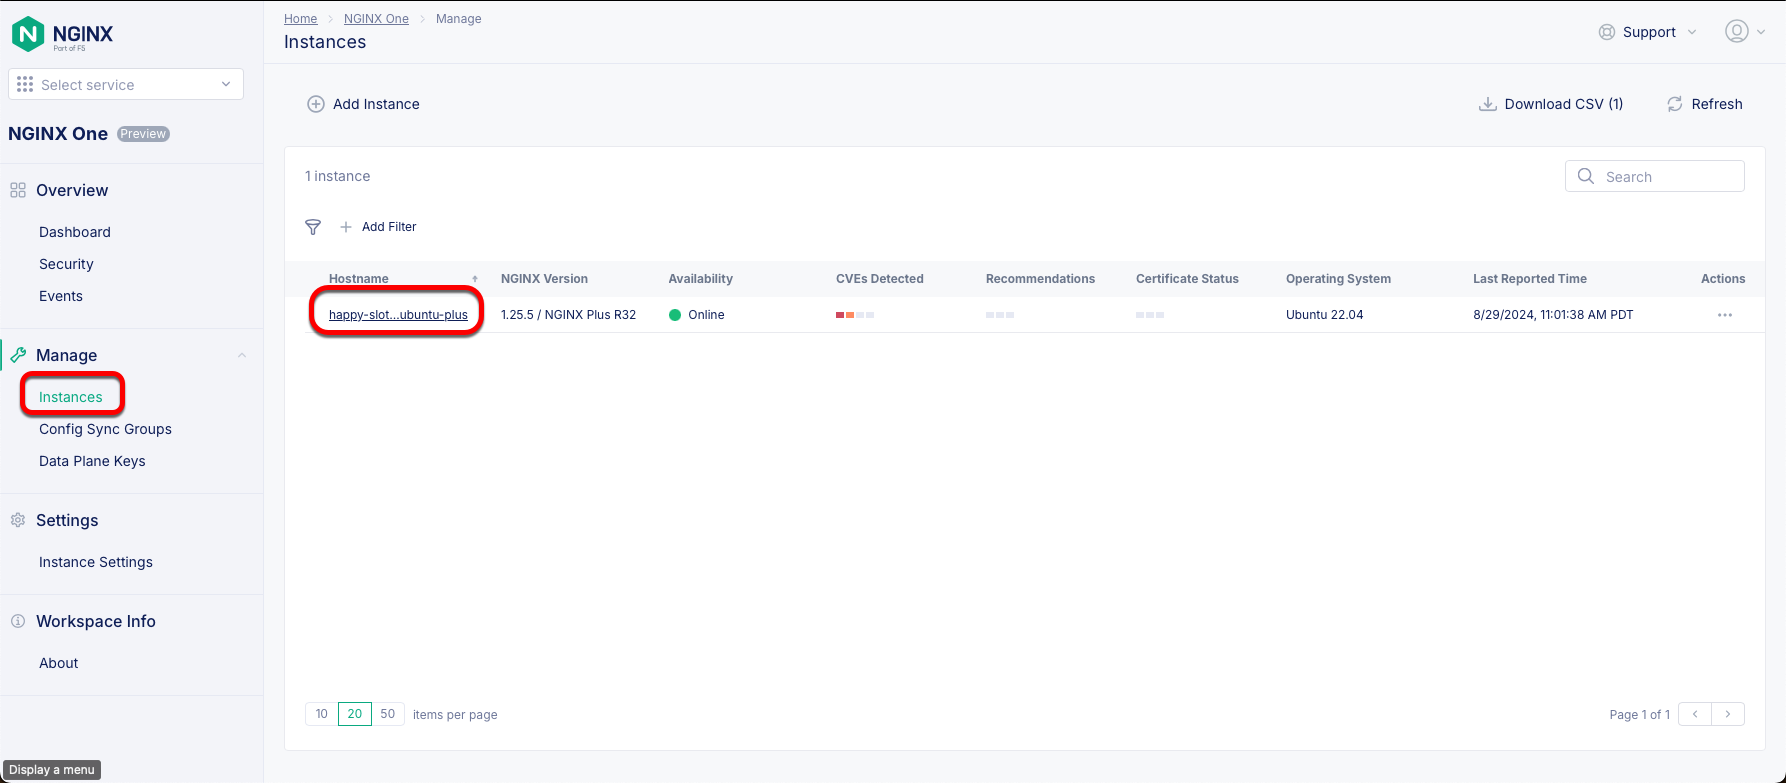 NGINX
Part of F5
Select service
NGINX One Preview
Overview
Dashboard
Security
Events
Manage
Instances
Config Sync Groups
Data Plane Keys
Settings
Instance Settings
Workspace Info
About
Display a menu
Home > NGINX One > Manage
Instances
Support
Add Instance
Download CSV (1)
Refresh
1 instance
Search
Add Filter
Hostname NGINX Version Availability CVEs Detected Recommendations Certificate Status Operating System Last Reported Time Actions
happy-slot...ubuntu-plus 1.25.5 / NGINX Plus R32 Online Ubuntu 22.04 8/29/2024, 11:01:38 AM PDT
10 20 50 items per page
Page 1 of 1